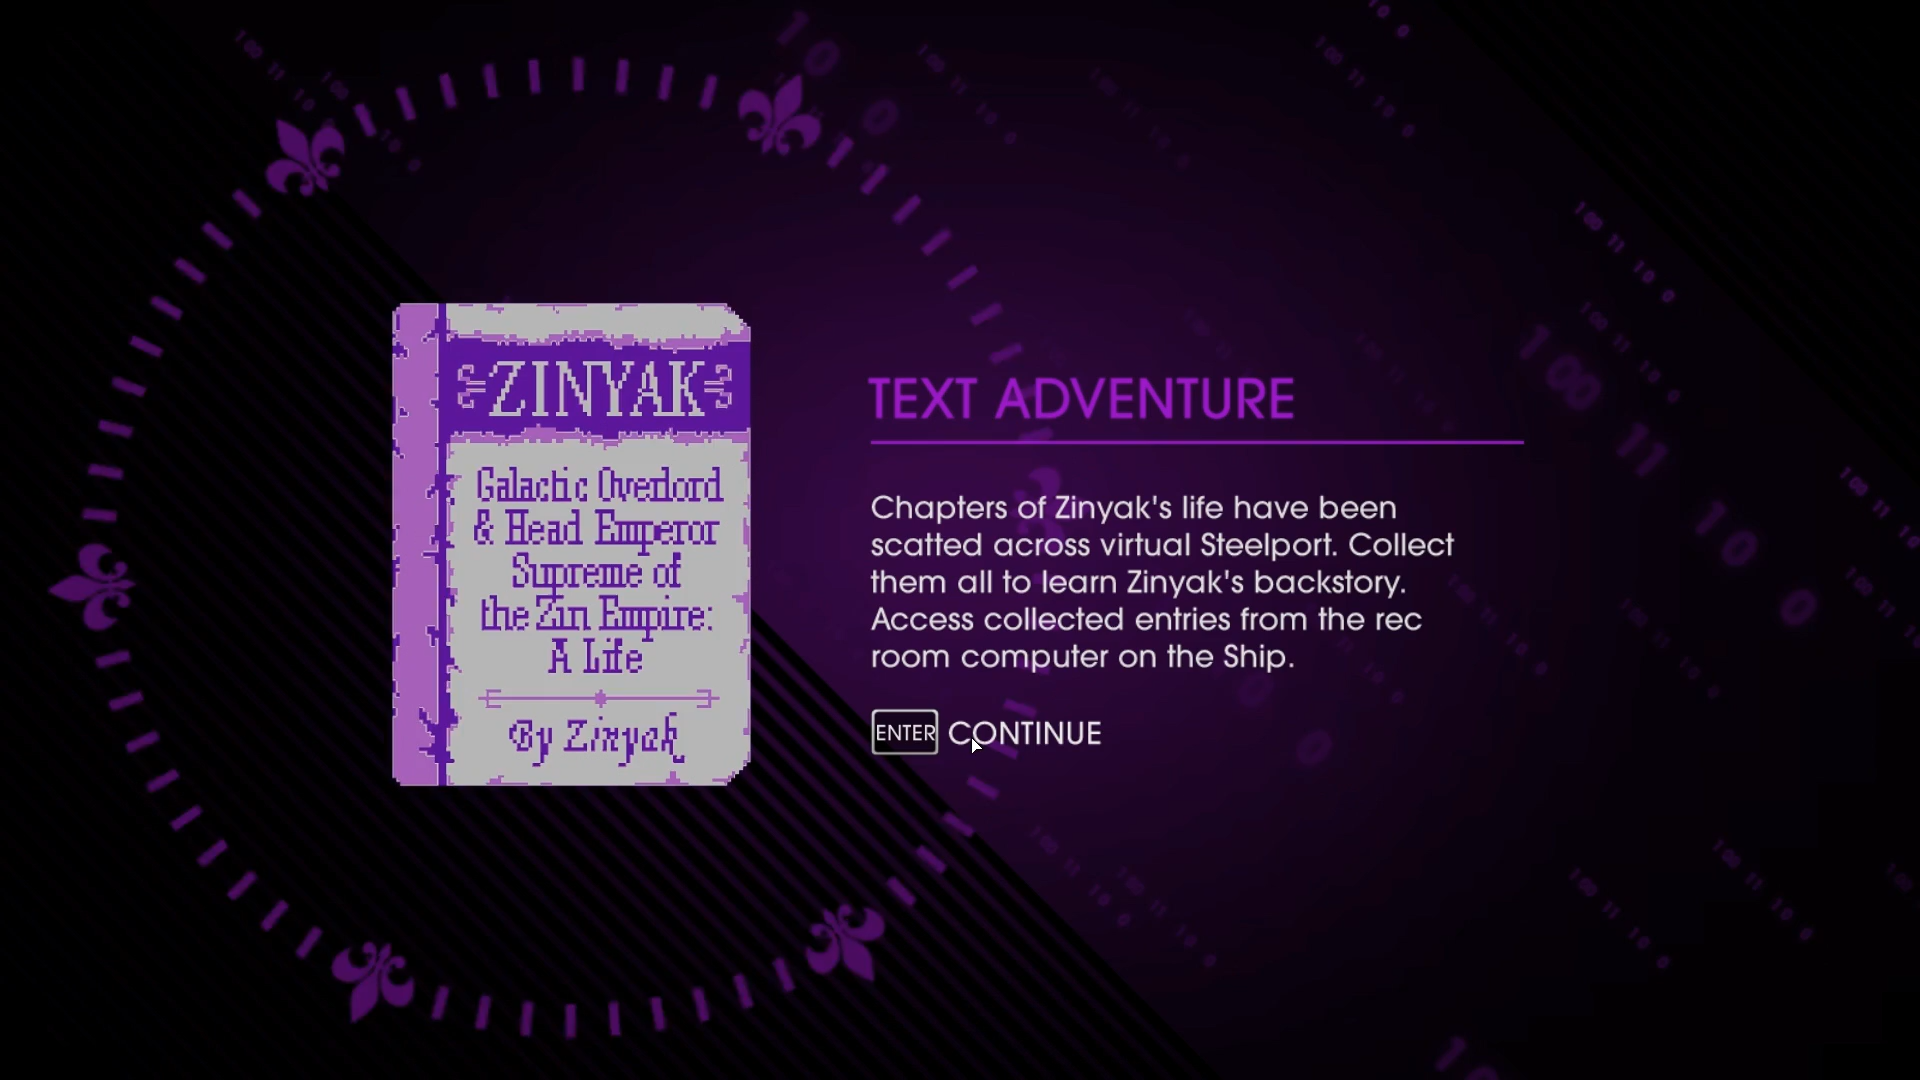 ZINYAK
Galactic Overlord
& Head Emperor
Supreme of
the Zin Empire:
A Life
By Zinyak
TEXT ADVENTURE
Chapters of Zinyak's life have been
scatted across virtual Steelport. Collect
them all to learn Zinyak's backstory.
Access collected entries from the rec
room computer on the Ship.
ENTER CONTINUE